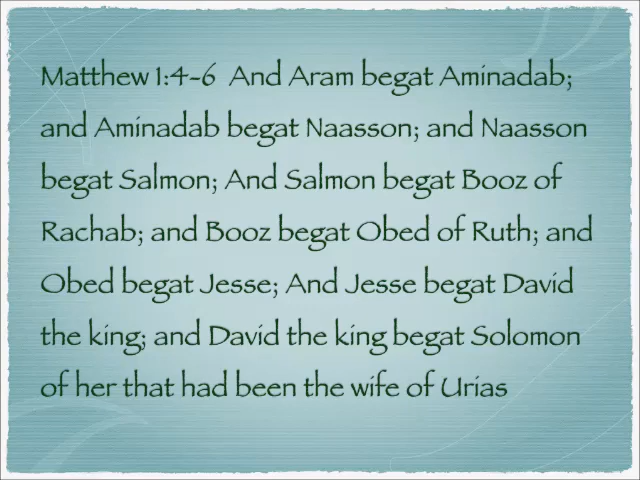 Matthew 1:4-6  And Aram begat Aminadab;
and Aminadab begat Naasson; and Naasson
begat Salmon; And Salmon begat Booz of
Rachab; and Booz begat Obed of Ruth; and
Obed begat Jesse; And Jesse begat David
the king; and David the king begat Solomon
of her that had been the wife of Urias